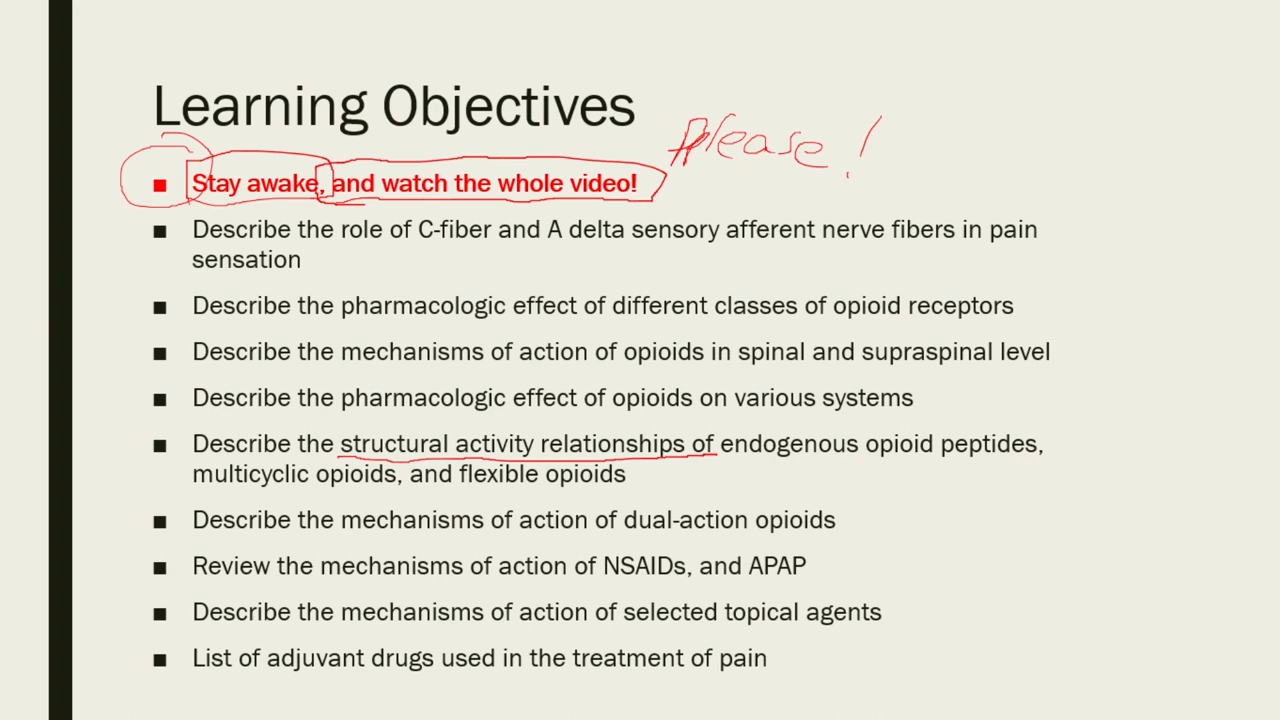 Learning Objectives
Please!
■ Stay awake, and watch the whole video!
■ Describe the role of C-fiber and A delta sensory afferent nerve fibers in pain
sensation
■ Describe the pharmacologic effect of different classes of opioid receptors
■ Describe the mechanisms of action of opioids in spinal and supraspinal level
■ Describe the pharmacologic effect of opioids on various systems
■ Describe the structural activity relationships of endogenous opioid peptides,
multicyclic opioids, and flexible opioids
■ Describe the mechanisms of action of dual-action opioids
■ Review the mechanisms of action of NSAIDs, and APAP
■ Describe the mechanisms of action of selected topical agents
■ List of adjuvant drugs used in the treatment of pain